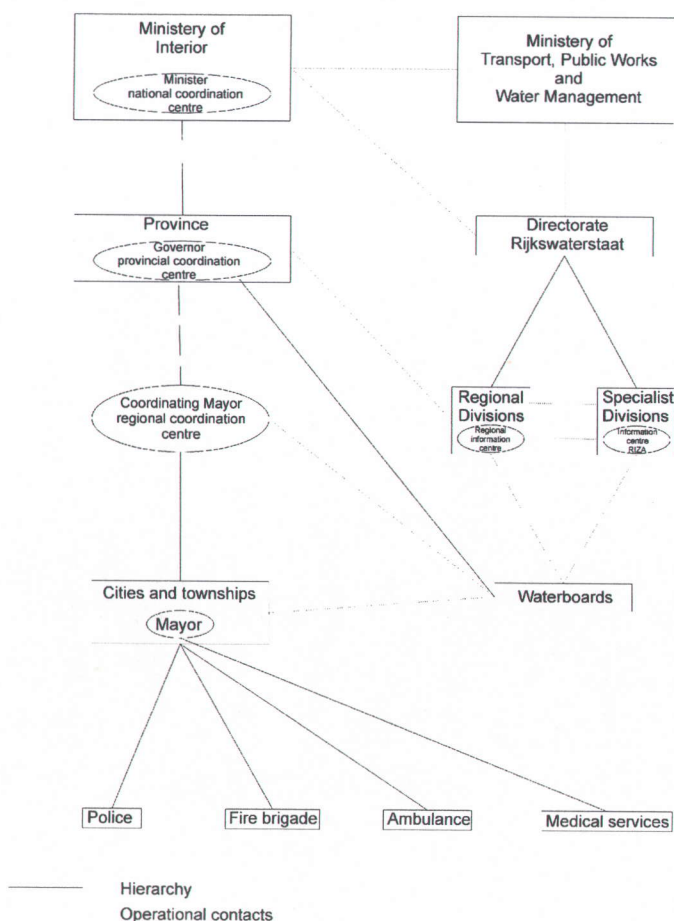 Ministery of
Interior
Minister
national coordination
centre
Ministery of
Transport, Public Works
and
Water Management
Province
Governor
provincial coordination
centre
Directorate
Rijkswaterstaat
Coordinating Mayor
regional coordination
centre
Regional
Divisions
Regional
information
centre
Specialist
Divisions
Information
centre
RIZA
Cities and townships
Mayor
Waterboards
Police
Fire brigade
Ambulance
Medical services
Hierarchy
Operational contacts